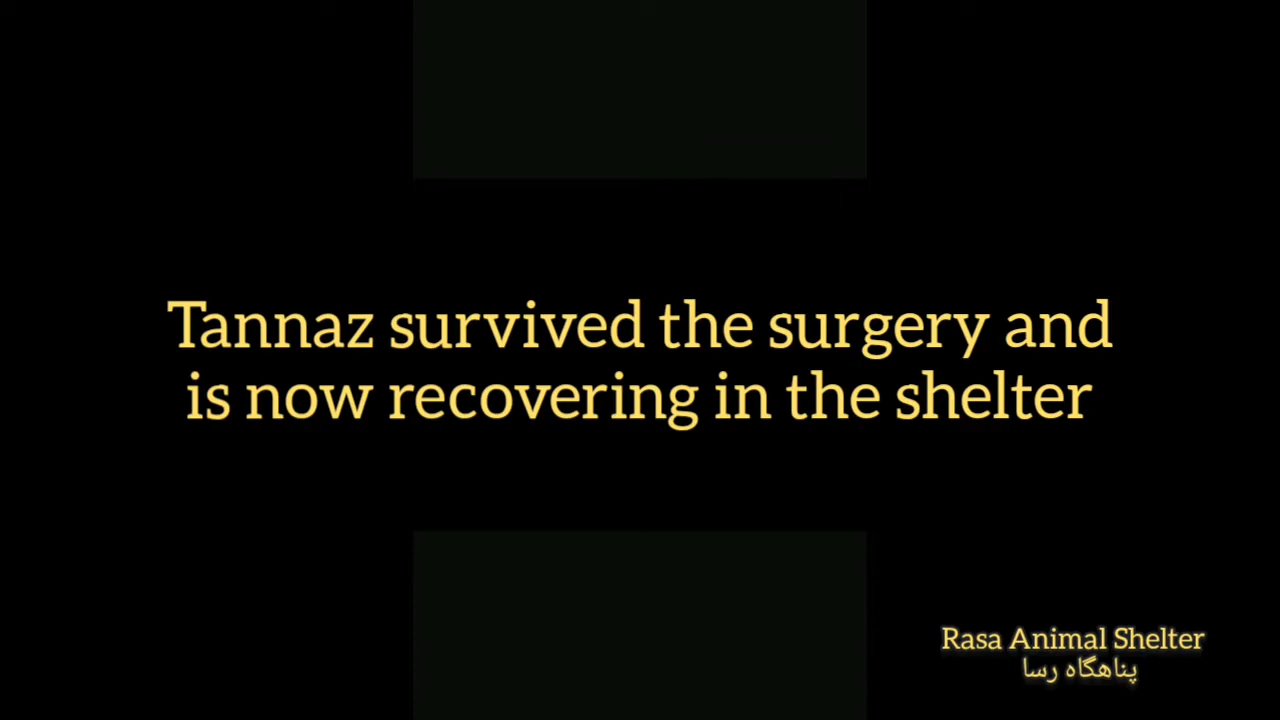 Tannaz survived the surgery and
is now recovering in the shelter
Rasa Animal Shelter
پناهگاه رسا